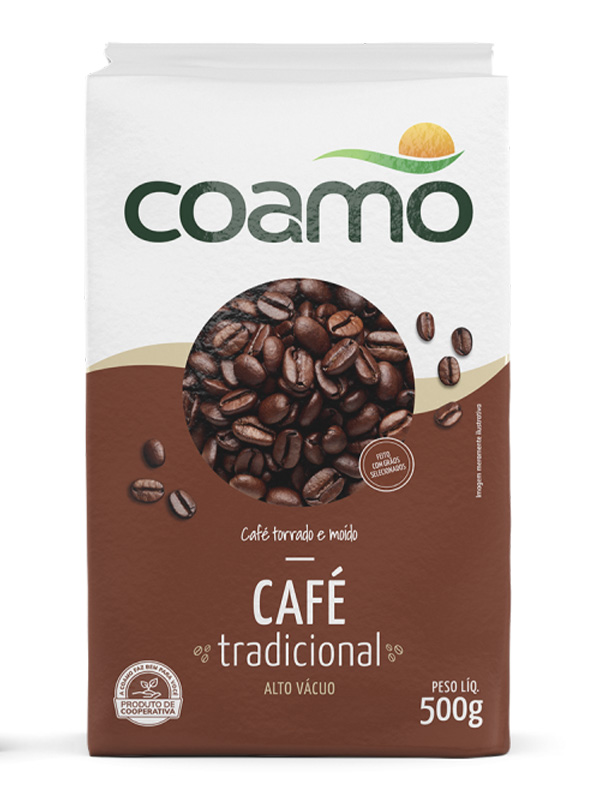 coamo
FEITO
COM GRÃOS
SELECIONADOS
Imagem meramente ilustrativa
Café torrado e moído
CAFÉ
tradicional
ALTO VÁCUO
A COAMO FAZ BEM PARA VOCÊ
PRODUTO DE
COOPERATIVA
PESO LÍQ.
500g